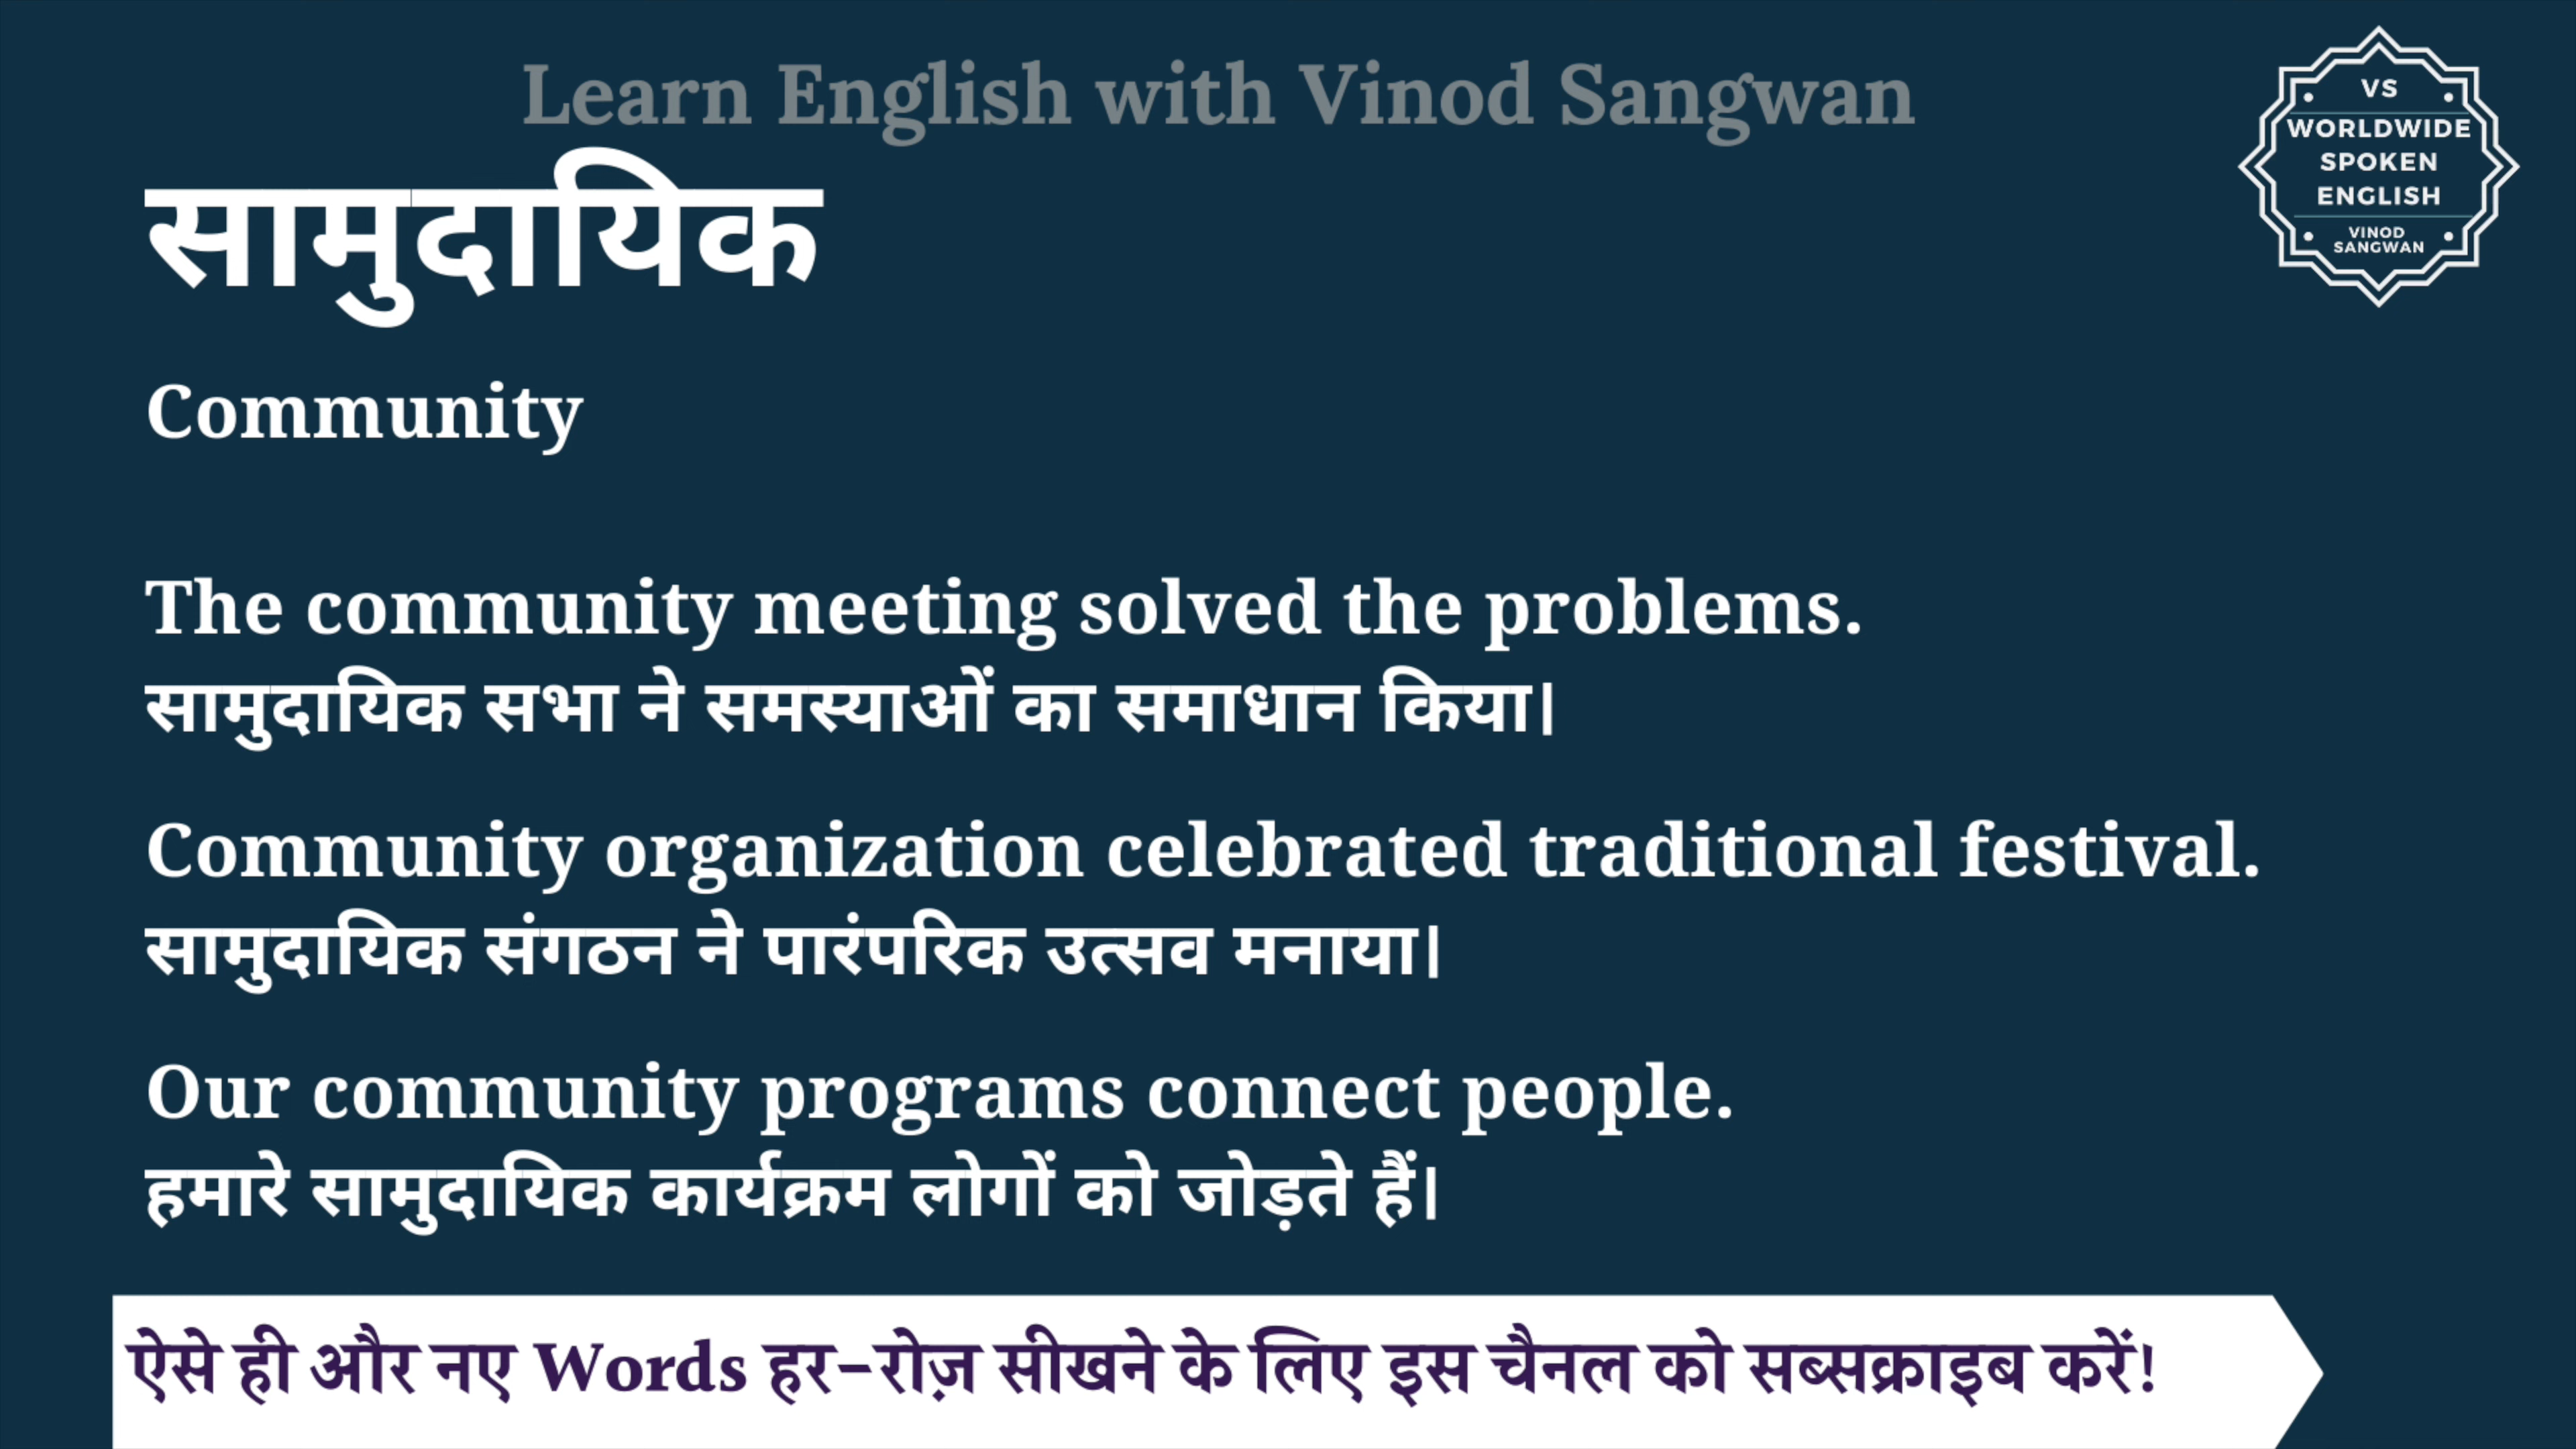 Learn English with Vinod Sangwan
VS
WORLDWIDE
SPOKEN
ENGLISH
VINOD
SANGWAN
सामुदायिक
Community
The community meeting solved the problems.
सामुदायिक सभा ने समस्याओं का समाधान किया।
Community organization celebrated traditional festival.
सामुदायिक संगठन ने पारंपरिक उत्सव मनाया।
Our community programs connect people.
हमारे सामुदायिक कार्यक्रम लोगों को जोड़ते हैं।
ऐसे ही और नए Words हर-रोज़ सीखने के लिए इस चैनल को सब्सक्राइब करें!